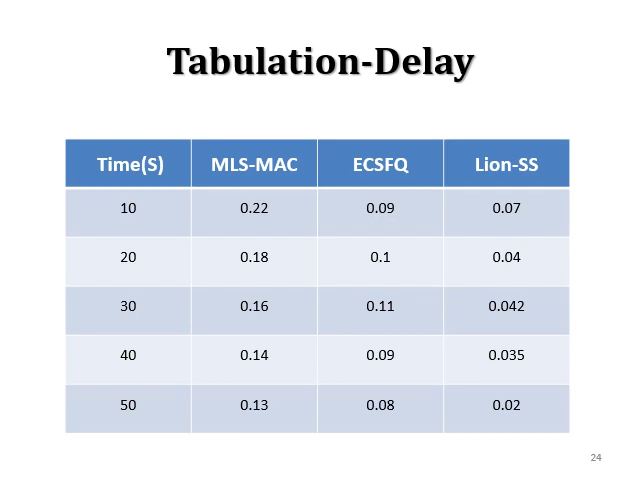 Tabulation-Delay
Time(S) MLS-MAC ECSFQ Lion-SS
10 0.22 0.09 0.07
20 0.18 0.1 0.04
30 0.16 0.11 0.042
40 0.14 0.09 0.035
50 0.13 0.08 0.02
24